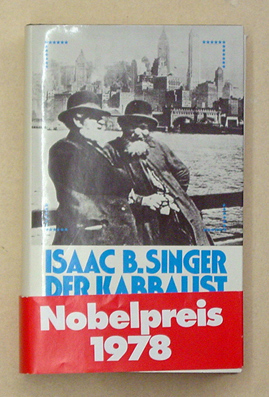 ISAAC B. SINGER
DER KABBALIST
Nobelpreis
1978